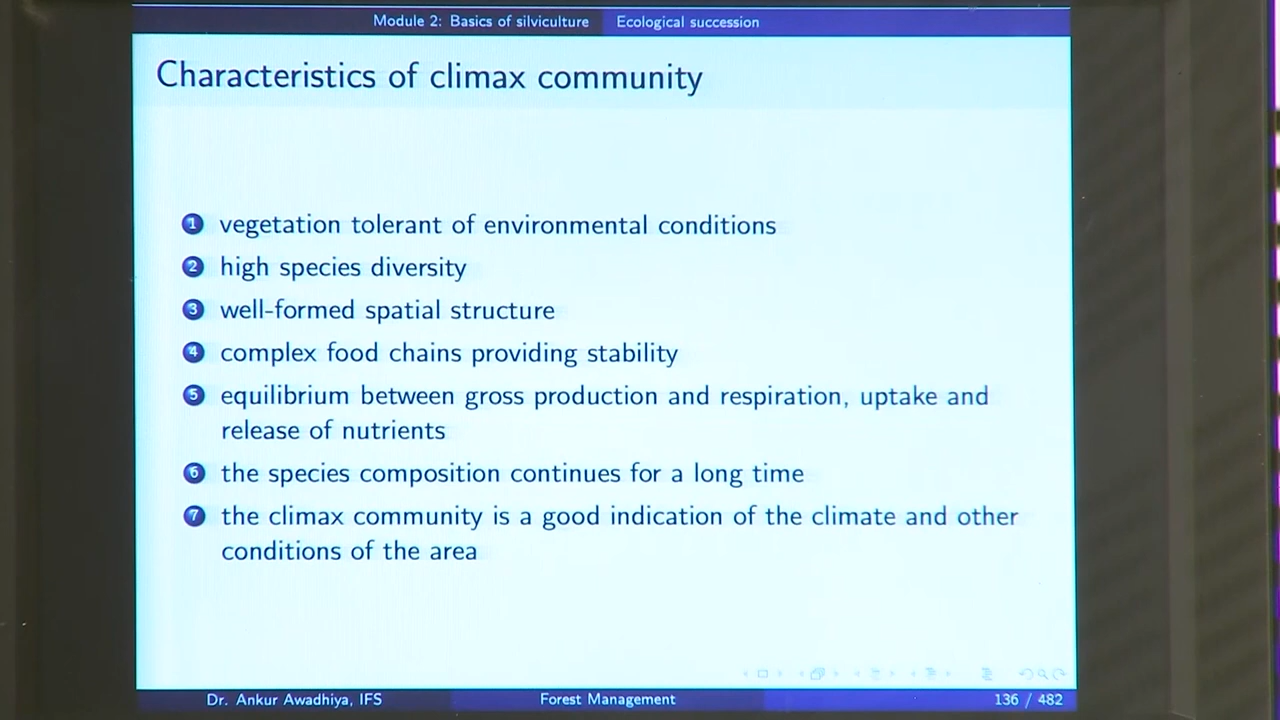 Module 2: Basics of silviculture Ecological succession
Characteristics of climax community
1 vegetation tolerant of environmental conditions
2 high species diversity
3 well-formed spatial structure
4 complex food chains providing stability
5 equilibrium between gross production and respiration, uptake and
release of nutrients
6 the species composition continues for a long time
7 the climax community is a good indication of the climate and other
conditions of the area
Dr. Ankur Awadhiya, IFS Forest Management 136 / 482